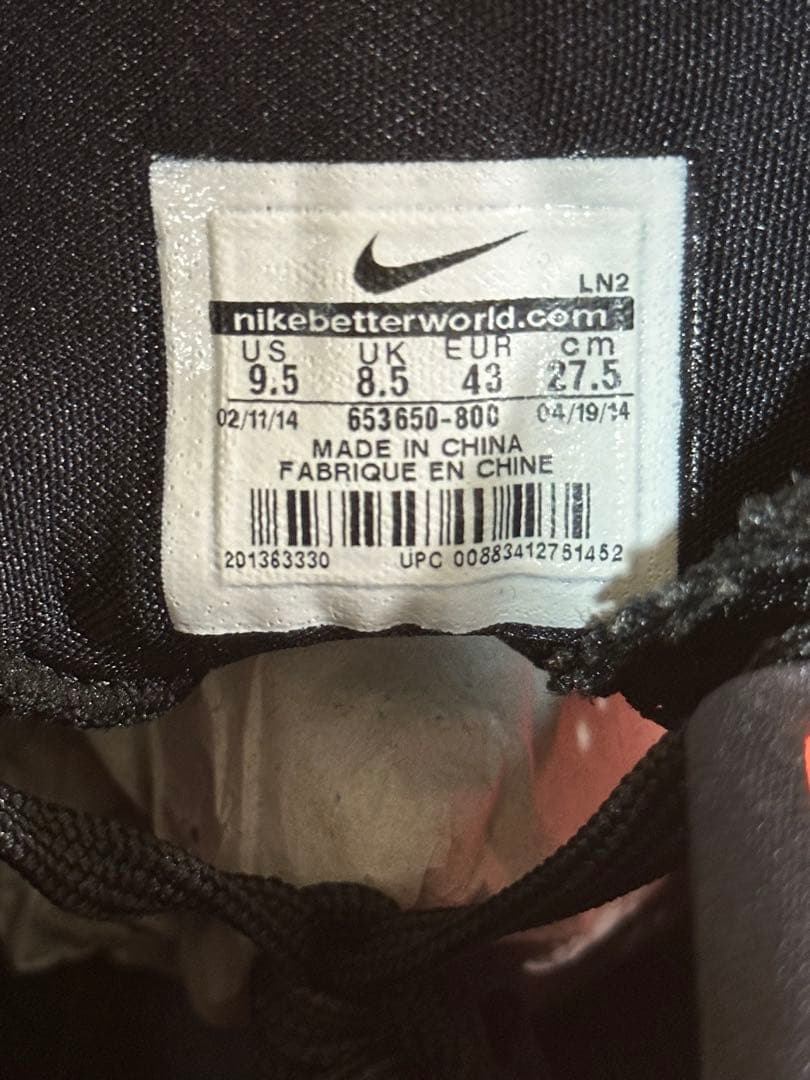 LN2
nikebetterworld.com
US UK EUR cm
9.5 8.5 43 27.5
02/11/14 653650-800 04/19/14
MADE IN CHINA
FABRIQUE EN CHINE
201363330 UPC 00883412751452